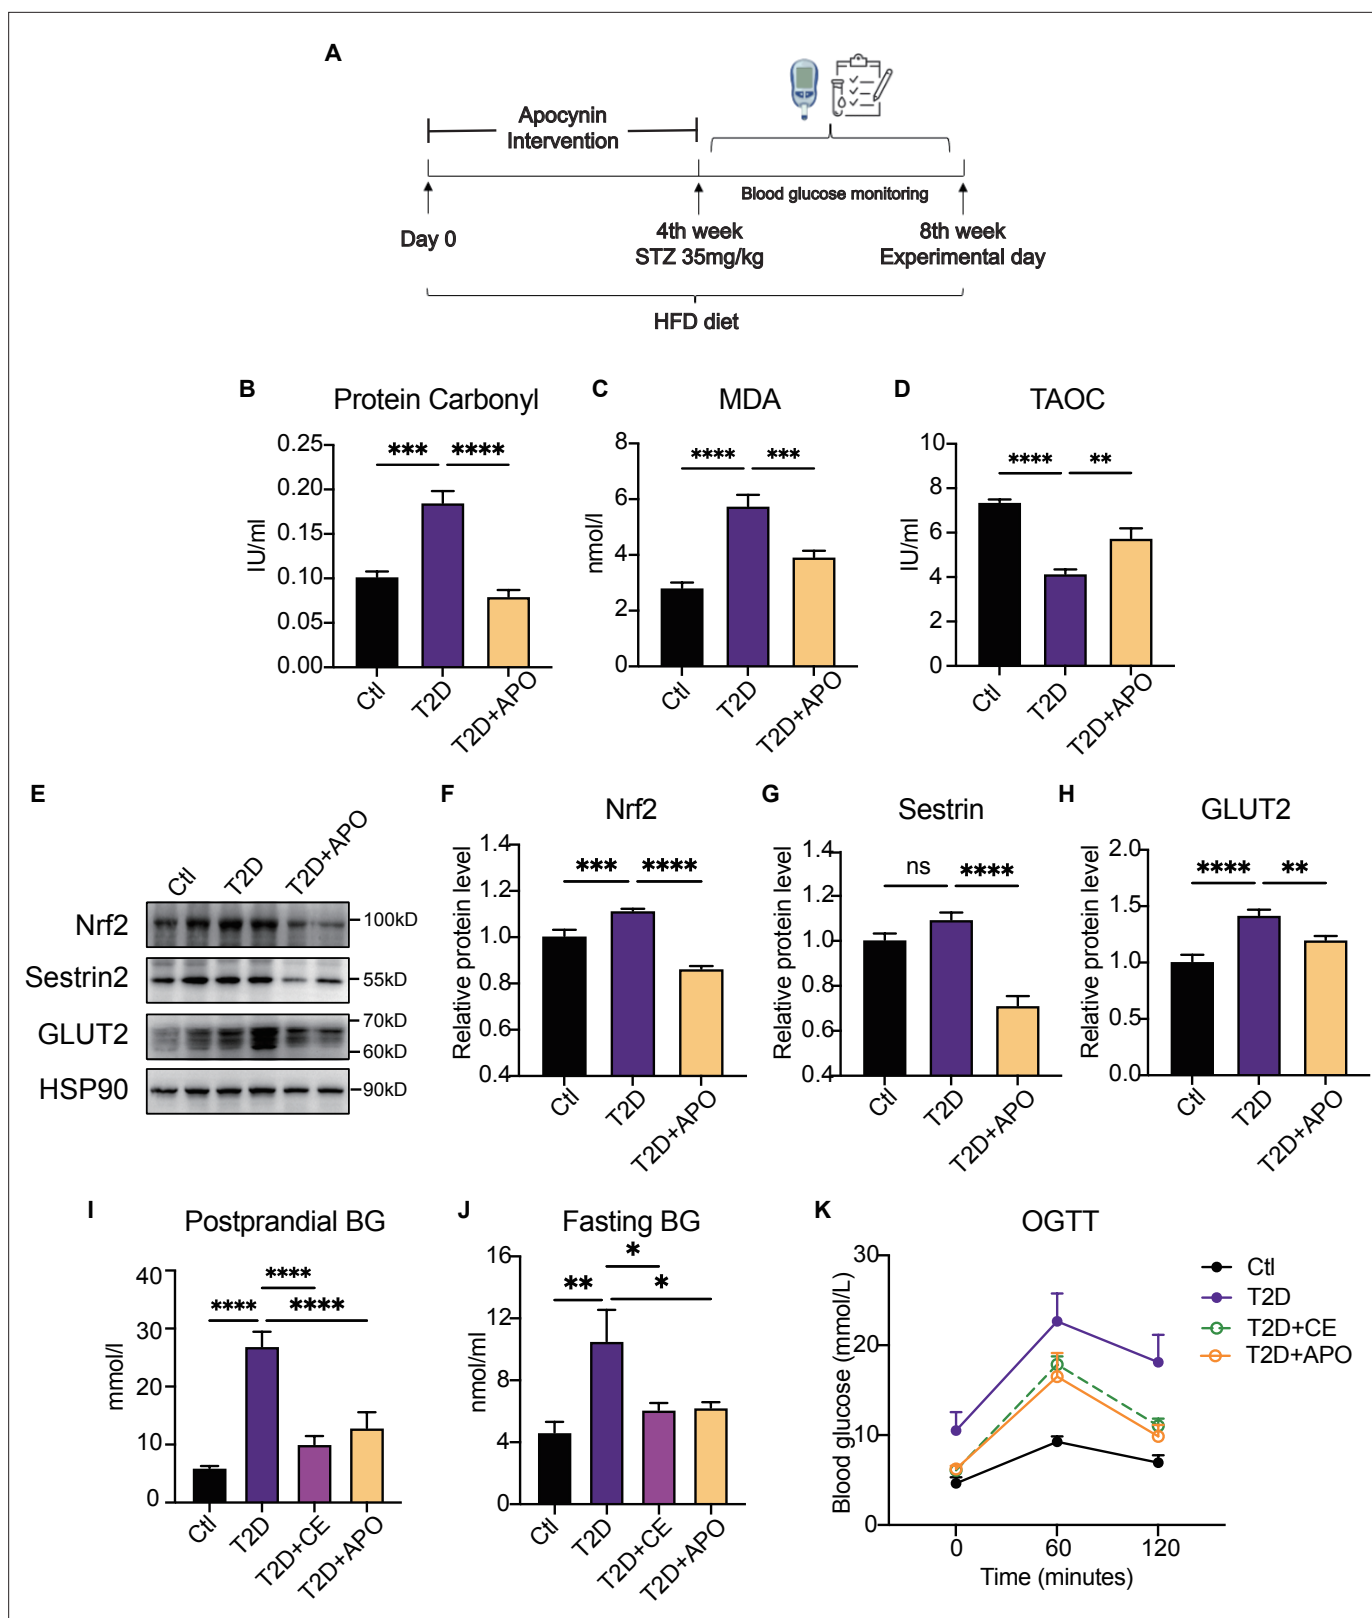 A
Apocynin
Intervention
Blood glucose monitoring
Day 0
4th week
STZ 35mg/kg
8th week
Experimental day
HFD diet
B
Protein Carbonyl
IU/ml
0.25
0.20
0.15
0.10
0.05
0.00
*** ****
Ctl
T2D
T2D+APO
C
MDA
nmol/l
8
6
4
2
0
**** ***
Ctl
T2D
T2D+APO
D
TAOC
IU/ml
10
8
6
4
2
0
**** **
Ctl
T2D
T2D+APO
E
Ctl
T2D
T2D+APO
Nrf2
100kD
Sestrin2
55kD
GLUT2
70kD
60kD
HSP90
90kD
F
Nrf2
Relative protein level
1.4
1.2
1.0
0.8
0.6
0.4
*** ****
Ctl
T2D
T2D+APO
G
Sestrin
Relative protein level
1.4
1.2
1.0
0.8
0.6
0.4
ns ****
Ctl
T2D
T2D+APO
H
GLUT2
Relative protein level
2.0
1.5
1.0
0.5
0.0
**** **
Ctl
T2D
T2D+APO
I
Postprandial BG
mmol/l
40
30
20
10
0
****
**** ****
Ctl
T2D
T2D+CE
T2D+APO
J
Fasting BG
nmol/ml
16
12
8
4
0
*
** *
Ctl
T2D
T2D+CE
T2D+APO
K
OGTT
Blood glucose (mmol/L)
30
20
10
0
0 60 120
Time (minutes)
Ctl
T2D
T2D+CE
T2D+APO